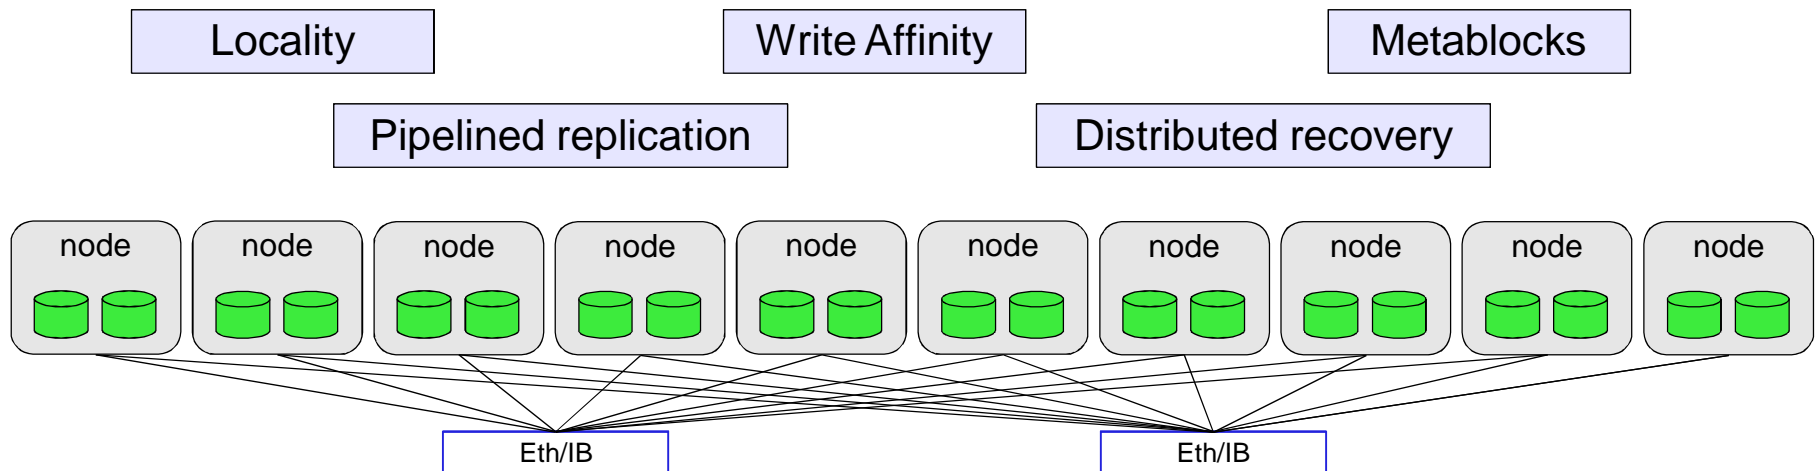 Locality
Write Affinity
Metablocks
Pipelined replication
Distributed recovery
node
node
node
node
node
node
node
node
node
node
Eth/IB
Eth/IB